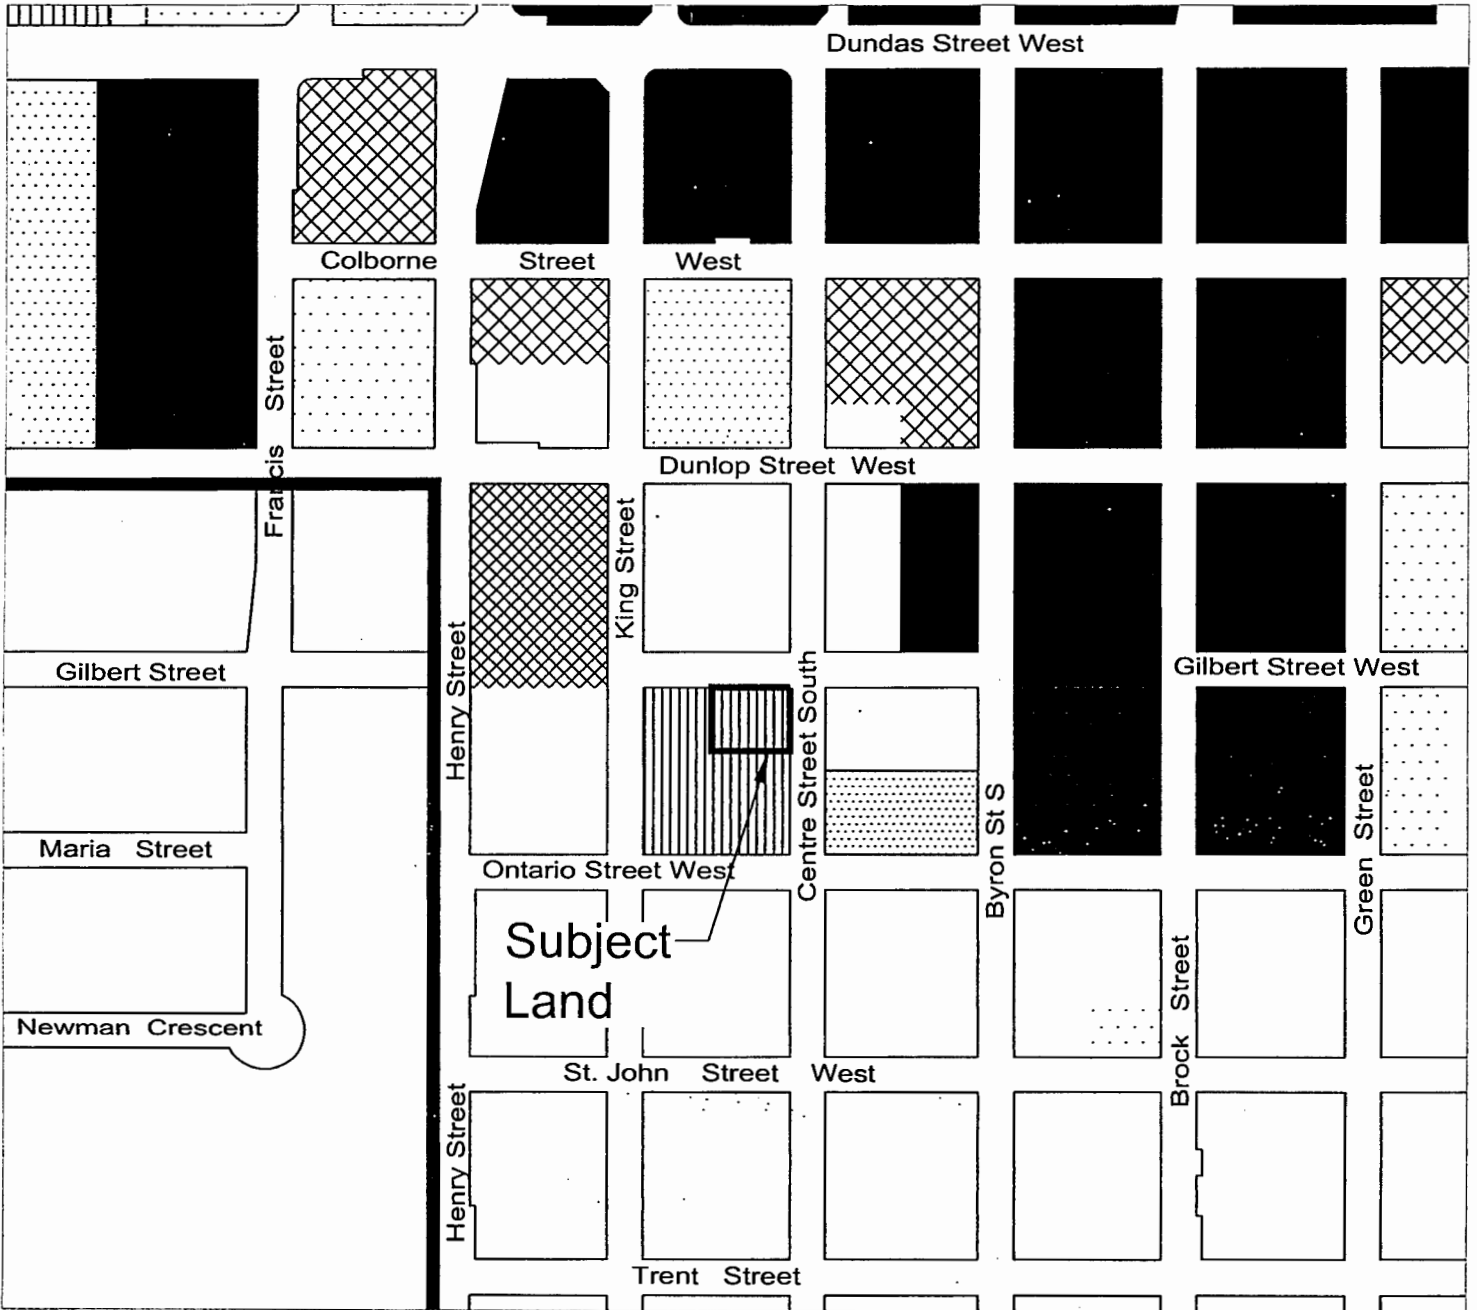 Dundas Street West
Colborne Street West
Francis Street
Dunlop Street West
King Street
Henry Street
Gilbert Street
Gilbert Street West
Centre Street South
Maria Street
Ontario Street West
Byron St S
Green Street
Subject
Land
Brock Street
Newman Crescent
St. John Street West
Henry Street
Trent Street